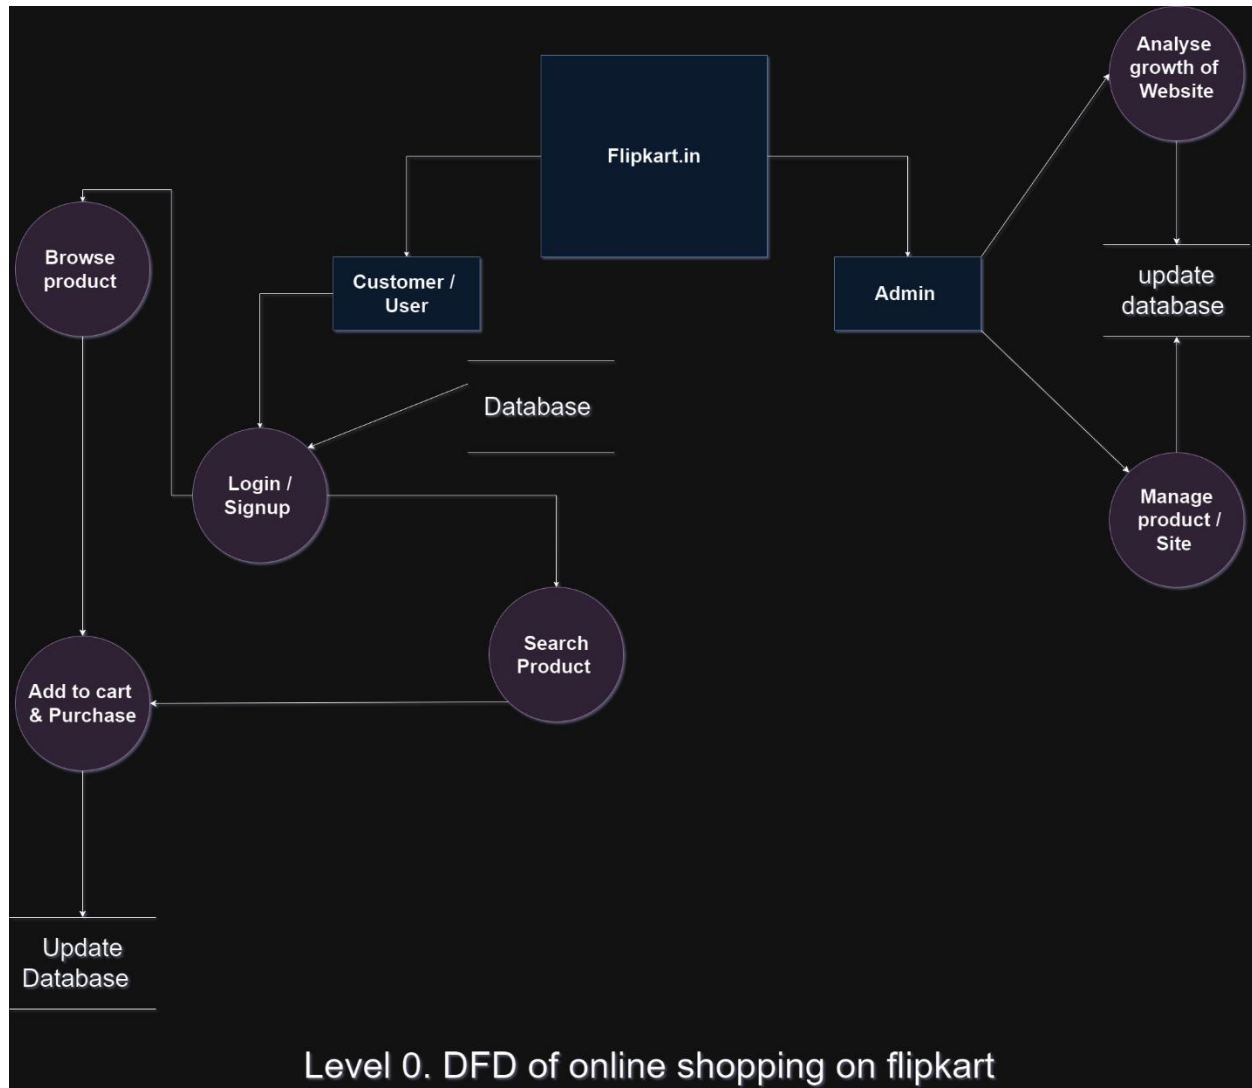 Analyse
growth of
Website
Flipkart.in
Browse
product
Customer /
User
Admin
update
database
Database
Login /
Signup
Manage
product /
Site
Search
Product
Add to cart
& Purchase
Update
Database
Level 0. DFD of online shopping on flipkart